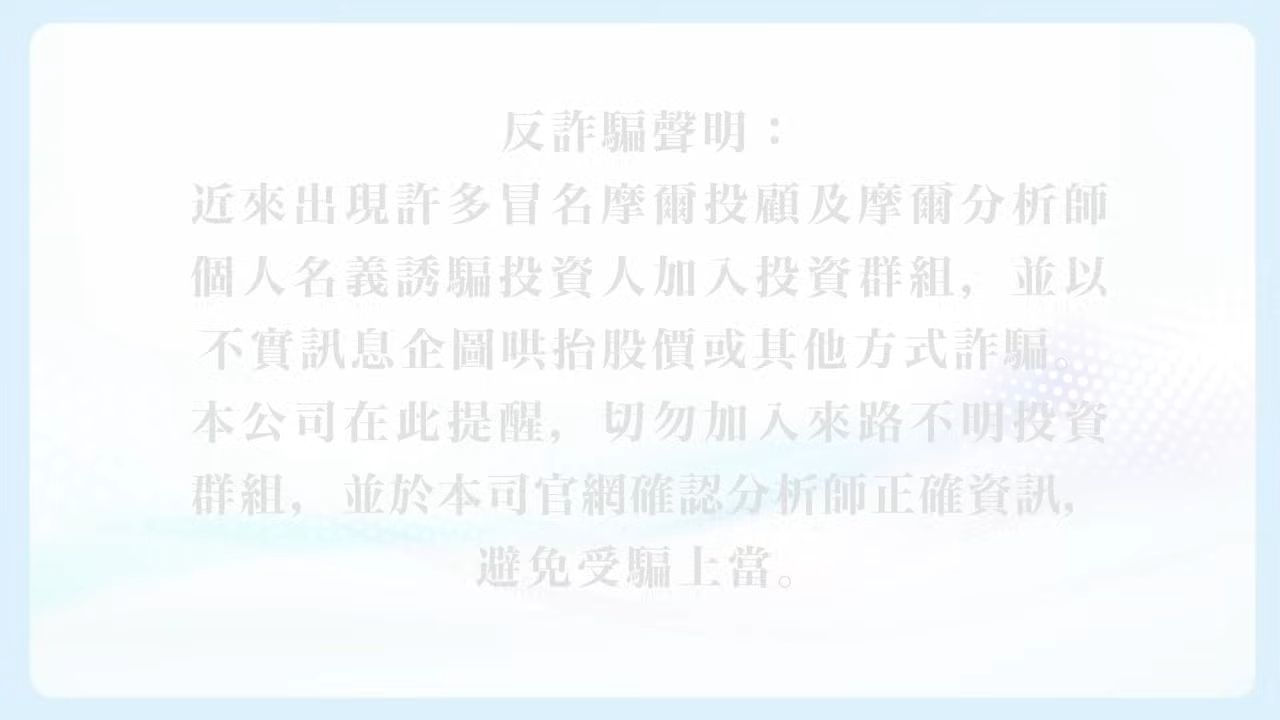 反詐騙聲明：
近來出現許多冒名摩爾投顧及摩爾分析師
個人名義誘騙投資人加入投資群組，並以
不實訊息企圖哄抬股價或其他方式詐騙。
本公司在此提醒，切勿加入來路不明投資
群組，並於本司官網確認分析師正確資訊，
避免受騙上當。